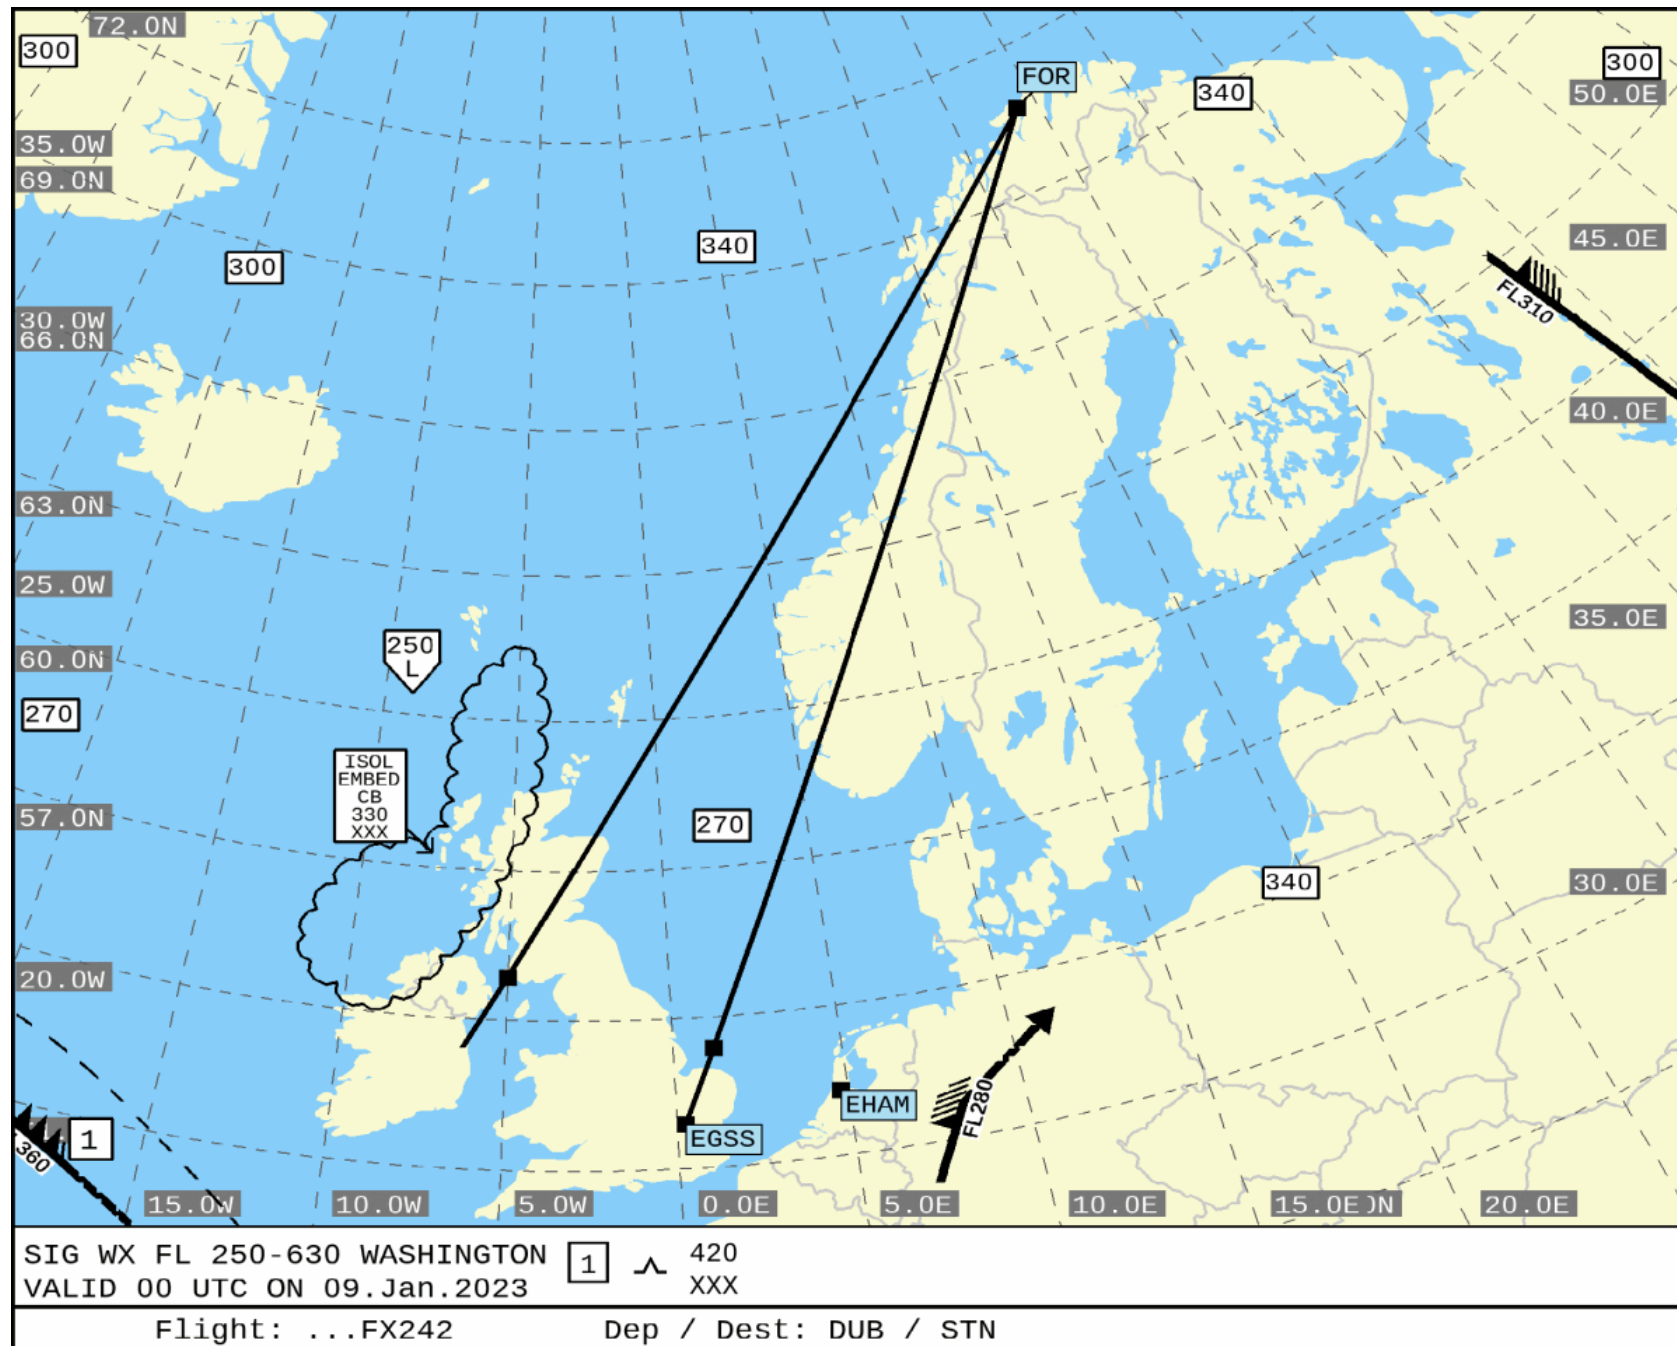 72.0N
300
300
FOR
340
50.0E
35.0W
69.0N
340
45.0E
300
FL310
30.0W
66.0N
40.0E
63.0N
25.0W
35.0E
250
L
60.0N
270
ISOL
EMBED
CB
330
XXX
57.0N
270
340
30.0E
20.0W
EHAM
FL280
EGSS
1
360
15.0W
10.0W
5.0W
0.0E
5.0E
10.0E
15.0E
N
20.0E
SIG WX FL 250-630 WASHINGTON
VALID 00 UTC ON 09.Jan.2023
1
420
XXX
Flight: ...FX242 Dep / Dest: DUB / STN